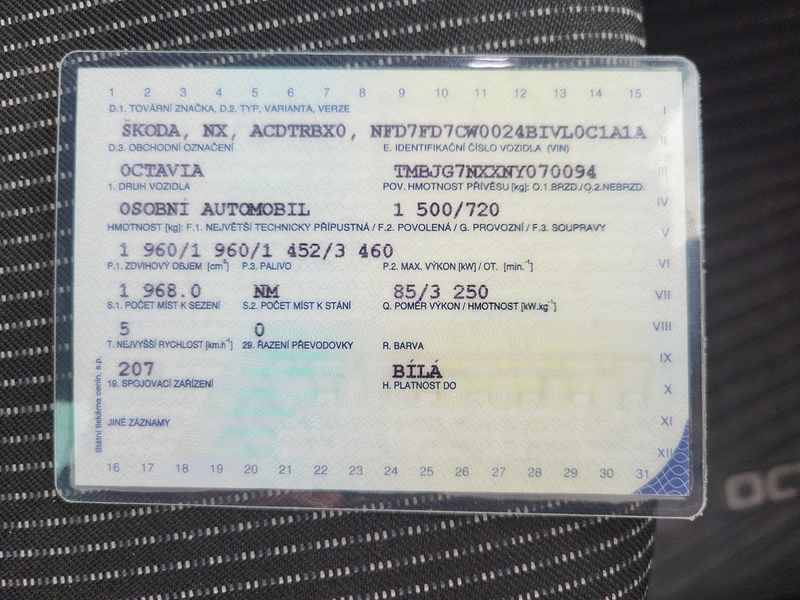 1 2 3 4 5 6 7 8 9 10 11 12 13 14 15
D.1. TOVÁRNÍ ZNAČKA, D.2. TYP, VARIANTA, VERZE I
ŠKODA, NX, ACDTRBX0, NFD7FD7CW0024BIVL0C1A1A
D.3. OBCHODNÍ OZNAČENÍ E. IDENTIFIKAČNÍ ČÍSLO VOZIDLA (VIN) II
OCTAVIA TMBJG7NXXNY070094 III
1. DRUH VOZIDLA POV. HMOTNOST PŘÍVĚSU [kg]: O.1.BRZD./O.2.NEBRZD.
OSOBNÍ AUTOMOBIL 1 500/720 IV
HMOTNOST [kg]: F.1. NEJVĚTŠÍ TECHNICKY PŘÍPUSTNÁ / F.2. POVOLENÁ / G. PROVOZNÍ / F.3. SOUPRAVY V
1 960/1 960/1 452/3 460
P.1. ZDVIHOVÝ OBJEM [cm³] P.3. PALIVO P.2. MAX. VÝKON [kW] / OT. [min.⁻¹] VI
1 968.0 NM 85/3 250 VII
S.1. POČET MÍST K SEZENÍ S.2. POČET MÍST K STÁNÍ Q. POMĚR VÝKON / HMOTNOST [kW.kg⁻¹]
5 0 VIII
T. NEJVYŠŠÍ RYCHLOST [km.h⁻¹] 29. ŘAZENÍ PŘEVODOVKY R. BARVA
207 BÍLÁ IX
19. SPOJOVACÍ ZAŘÍZENÍ H. PLATNOST DO X
JINÉ ZÁZNAMY XI
XII
16 17 18 19 20 21 22 23 24 25 26 27 28 29 30 31
Státní tiskárna cenin, s.p.
OCT